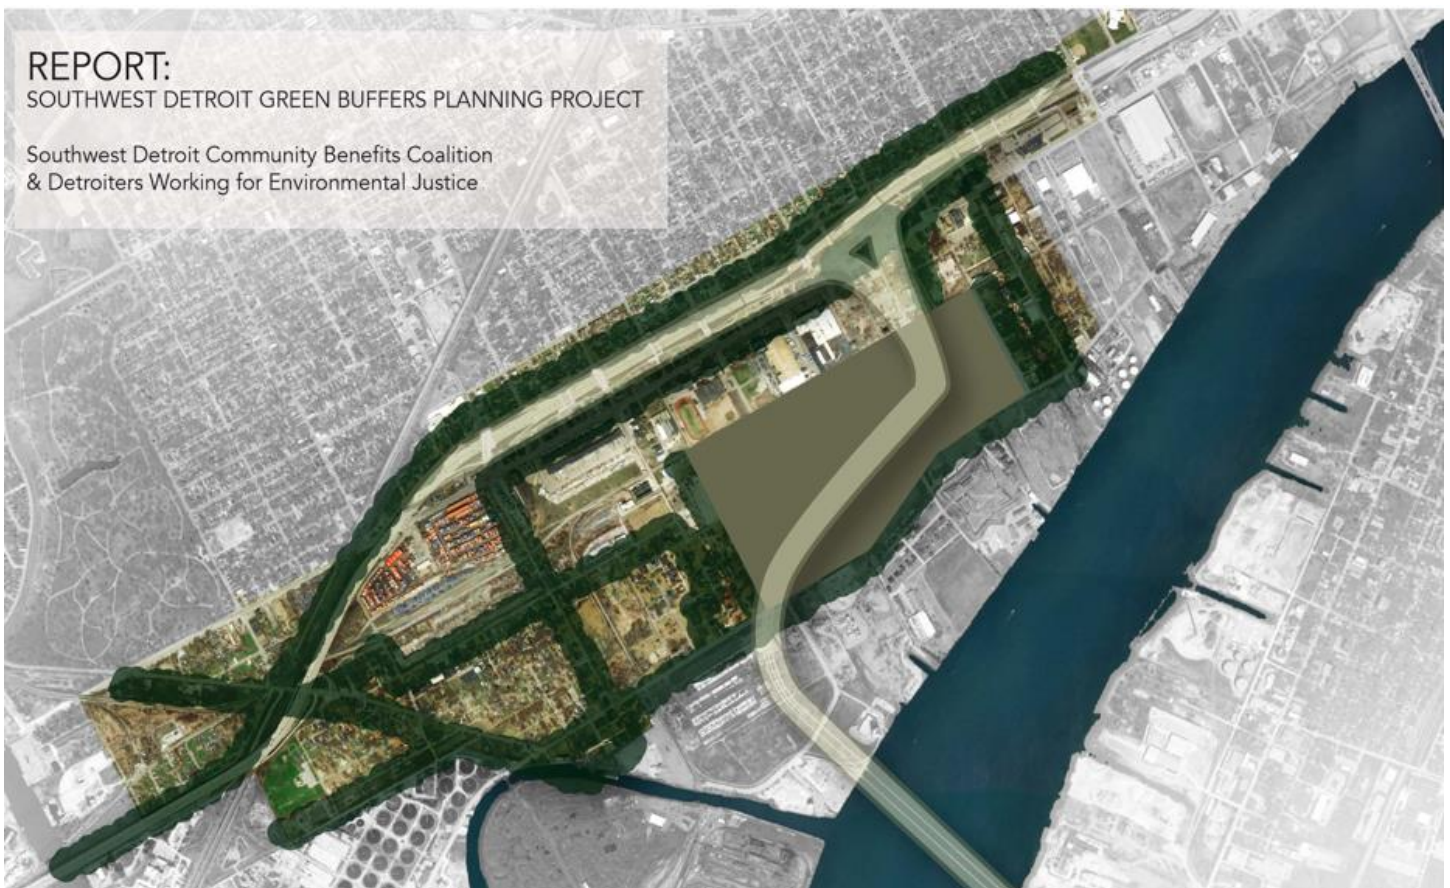 REPORT:
SOUTHWEST DETROIT GREEN BUFFERS PLANNING PROJECT
Southwest Detroit Community Benefits Coalition
& Detroiters Working for Environmental Justice